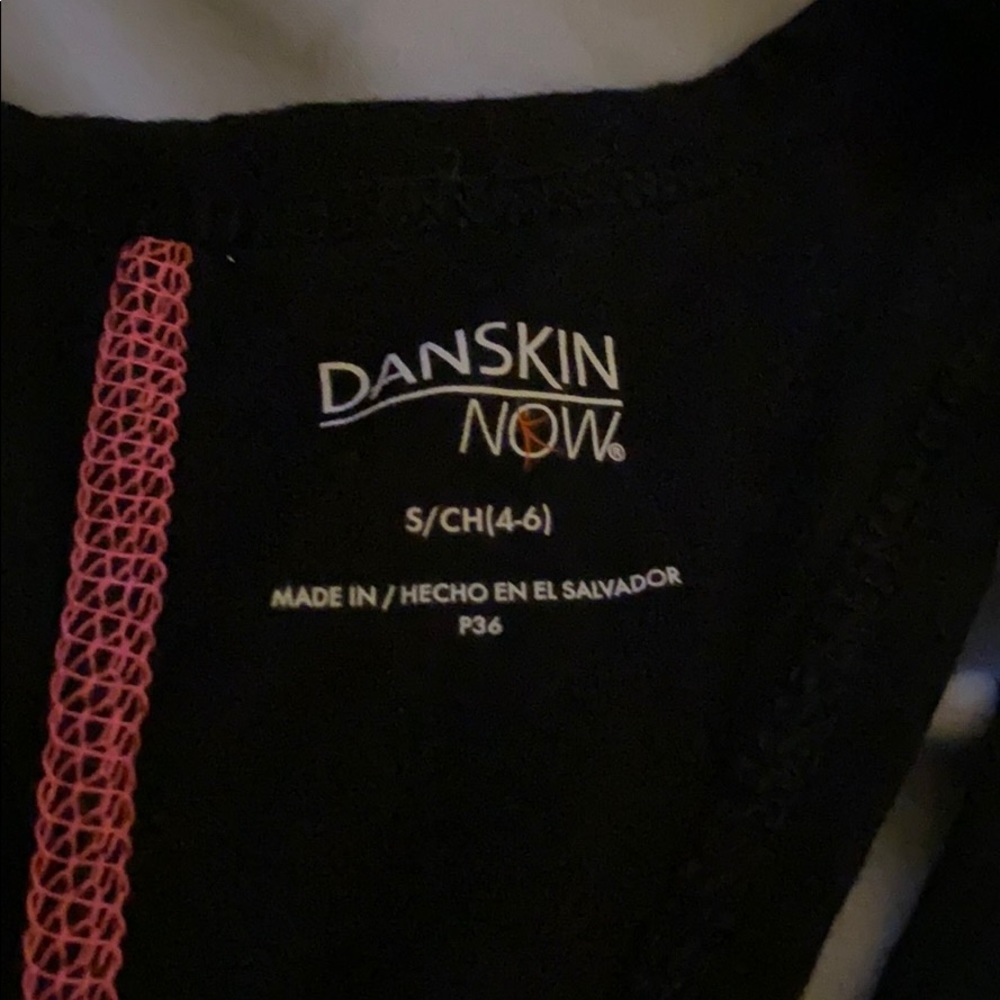 DANSKIN
NOW®
S/CH(4-6)
MADE IN / HECHO EN EL SALVADOR
P36